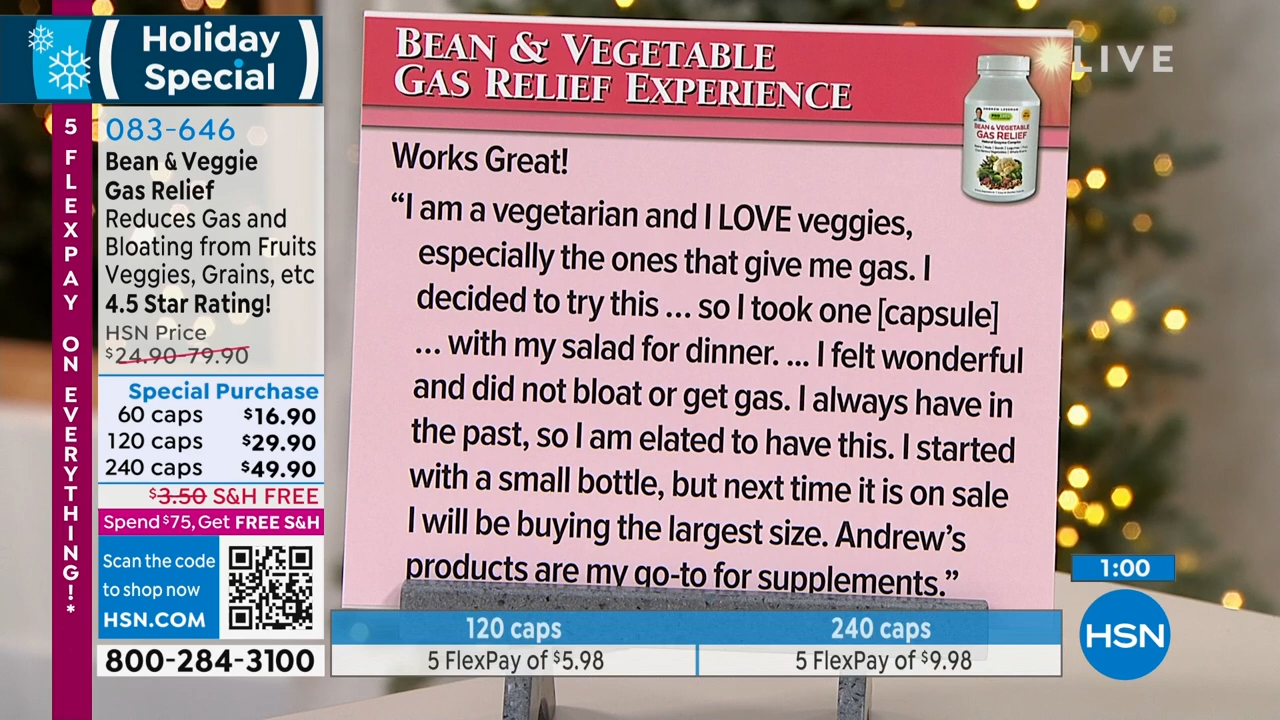 Holiday
Special
5 FLEXPAY ON EVERYTHING!*
083-646
Bean & Veggie
Gas Relief
Reduces Gas and
Bloating from Fruits
Veggies, Grains, etc
4.5 Star Rating!
HSN Price
$24.90-79.90
Special Purchase
60 caps $16.90
120 caps $29.90
240 caps $49.90
$3.50 S&H FREE
Spend $75, Get FREE S&H
Scan the code
to shop now
HSN.COM
800-284-3100
BEAN & VEGETABLE
GAS RELIEF EXPERIENCE
LIVE
BEAN & VEGETABLE
GAS RELIEF
Works Great!
“I am a vegetarian and I LOVE veggies,
especially the ones that give me gas. I
decided to try this ... so I took one [capsule]
... with my salad for dinner. ... I felt wonderful
and did not bloat or get gas. I always have in
the past, so I am elated to have this. I started
with a small bottle, but next time it is on sale
I will be buying the largest size. Andrew’s
products are my go-to for supplements.”
1:00
HSN
120 caps 240 caps
5 FlexPay of $5.98 5 FlexPay of $9.98